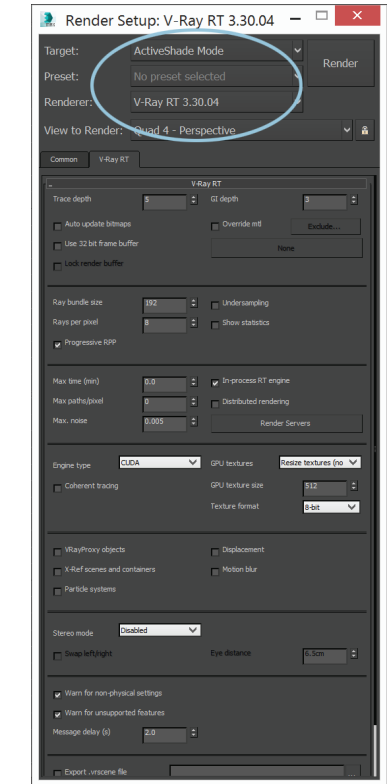 Render Setup: V-Ray RT 3.30.04
Target: ActiveShade Mode
Render
Preset: No preset selected
Renderer: V-Ray RT 3.30.04
View to Render: Quad 4 - Perspective
Common V-Ray RT
- V-Ray RT
Trace depth 5 GI depth 3
Auto update bitmaps Override mtl Exclude...
Use 32 bit frame buffer None
Lock render buffer
Ray bundle size 192 Undersampling
Rays per pixel 8 Show statistics
Progressive RPP
Max time (min) 0.0 In-process RT engine
Max paths/pixel 0 Distributed rendering
Max. noise 0.005 Render Servers
Engine type CUDA GPU textures Resize textures (no
Coherent tracing GPU texture size 512
Texture format 8-bit
VRayProxy objects Displacement
X-Ref scenes and containers Motion blur
Particle systems
Stereo mode Disabled
Swap left/right Eye distance 6.5cm
Warn for non-physical settings
Warn for unsupported features
Message delay (s) 2.0
Export .vrscene file ...